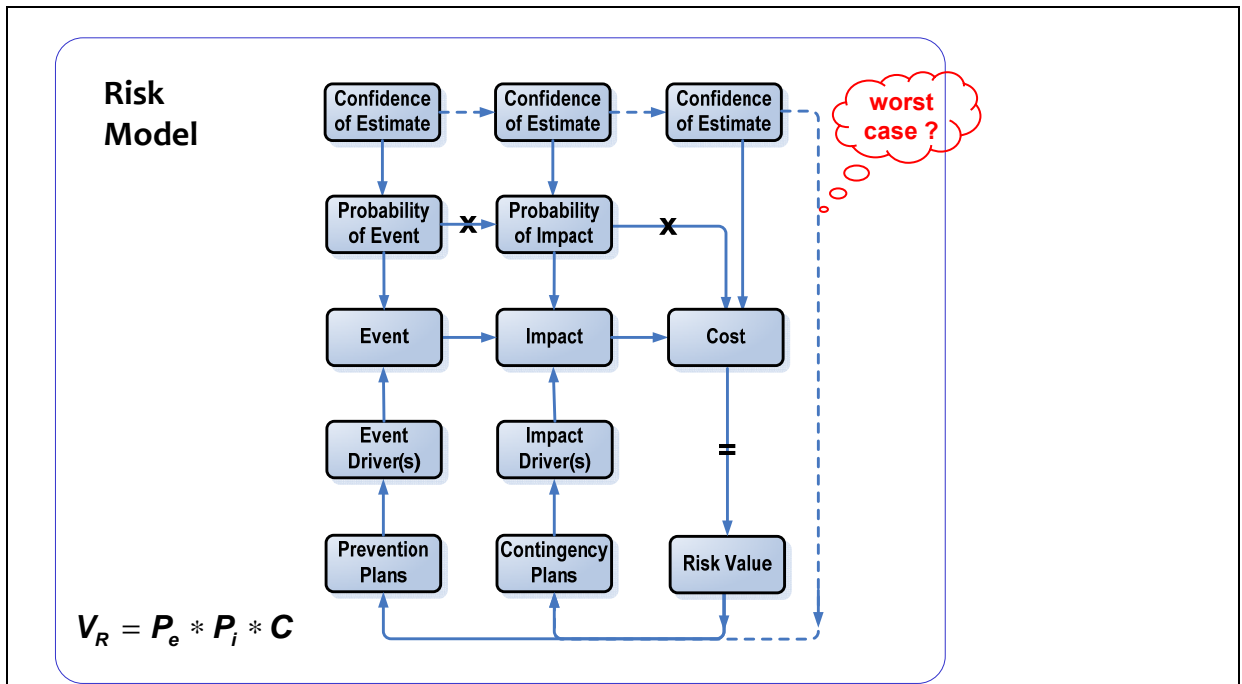 Risk
Model
Confidence
of Estimate
Confidence
of Estimate
Confidence
of Estimate
worst
case ?
Probability
of Event
x
Probability
of Impact
x
Event
Impact
Cost
Event
Driver(s)
Impact
Driver(s)
=
Prevention
Plans
Contingency
Plans
Risk Value
V_R = P_e * P_i * C